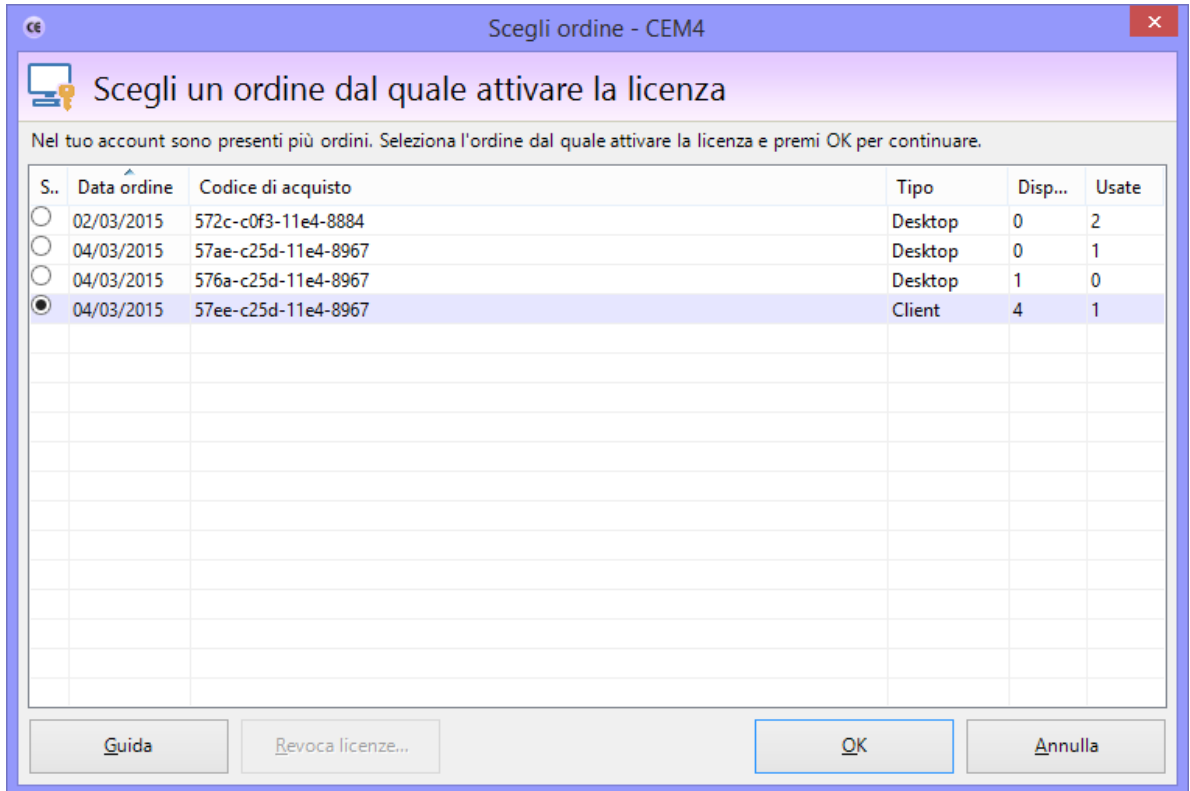 CE
Scegli ordine - CEM4
Scegli un ordine dal quale attivare la licenza
Nel tuo account sono presenti più ordini. Seleziona l'ordine dal quale attivare la licenza e premi OK per continuare.
S.. Data ordine Codice di acquisto Tipo Disp... Usate
02/03/2015 572c-c0f3-11e4-8884 Desktop 0 2
04/03/2015 57ae-c25d-11e4-8967 Desktop 0 1
04/03/2015 576a-c25d-11e4-8967 Desktop 1 0
04/03/2015 57ee-c25d-11e4-8967 Client 4 1
Guida Revoca licenze... OK Annulla